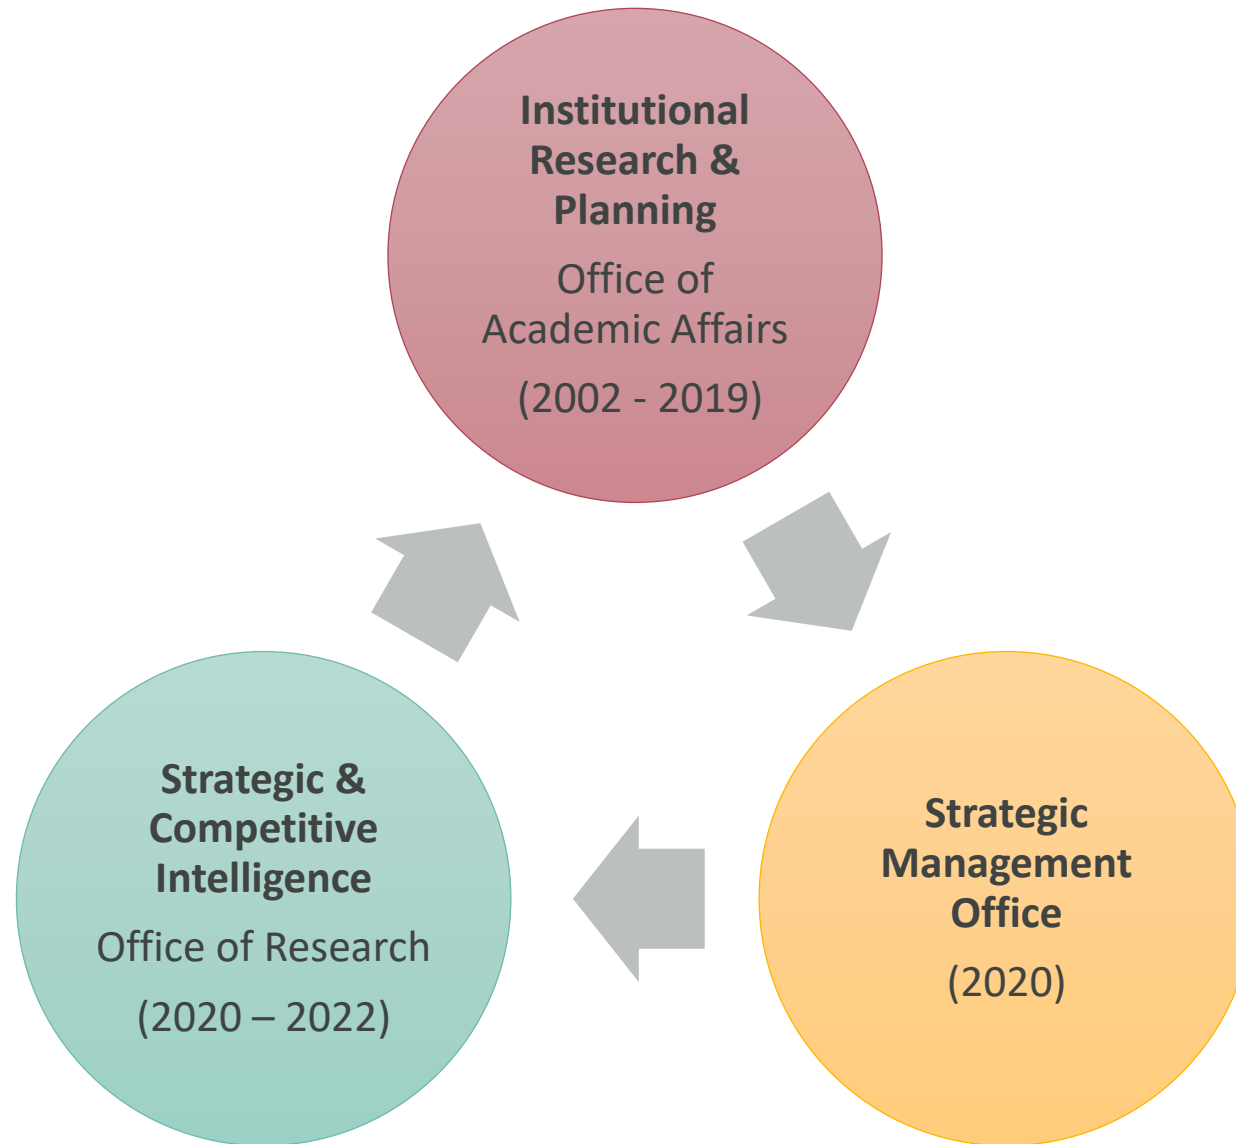 Institutional
Research &
Planning
Office of
Academic Affairs
(2002 - 2019)
Strategic
Management
Office
(2020)
Strategic &
Competitive
Intelligence
Office of Research
(2020 – 2022)